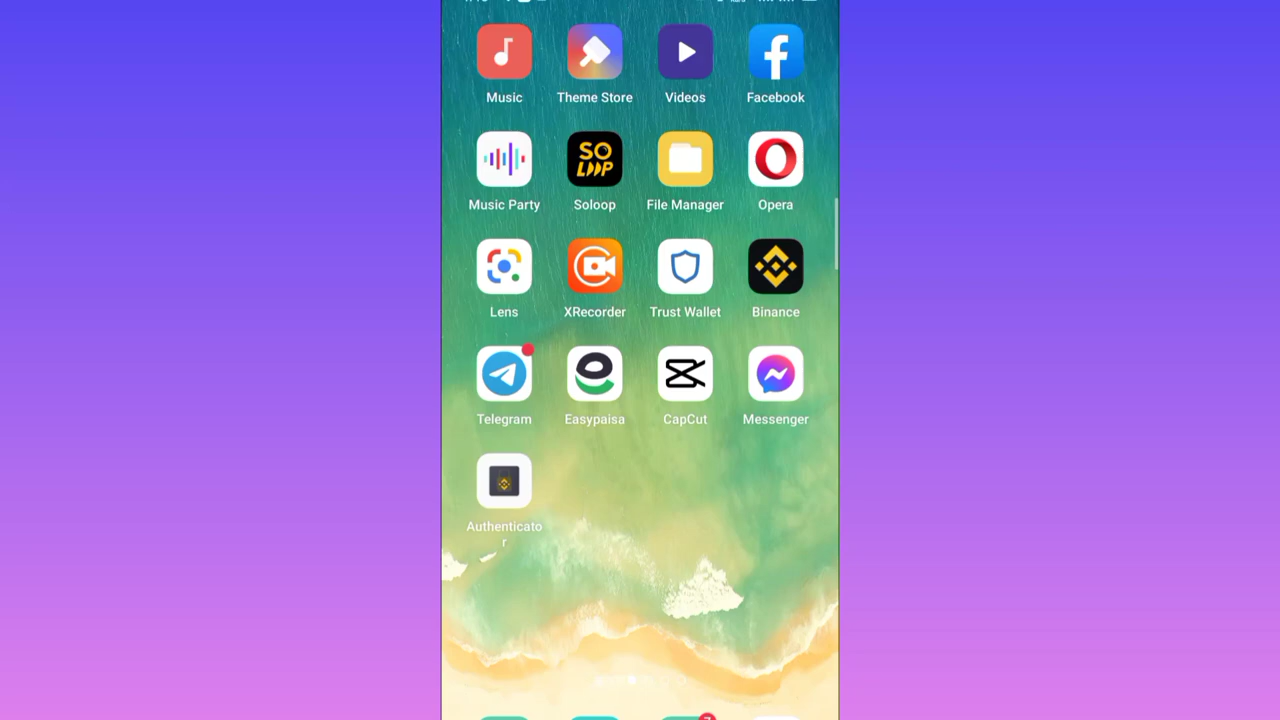 Music Theme Store Videos Facebook
SO
LOOP
Music Party Soloop File Manager Opera
Lens XRecorder Trust Wallet Binance
Telegram Easypaisa CapCut Messenger
Authenticato
r